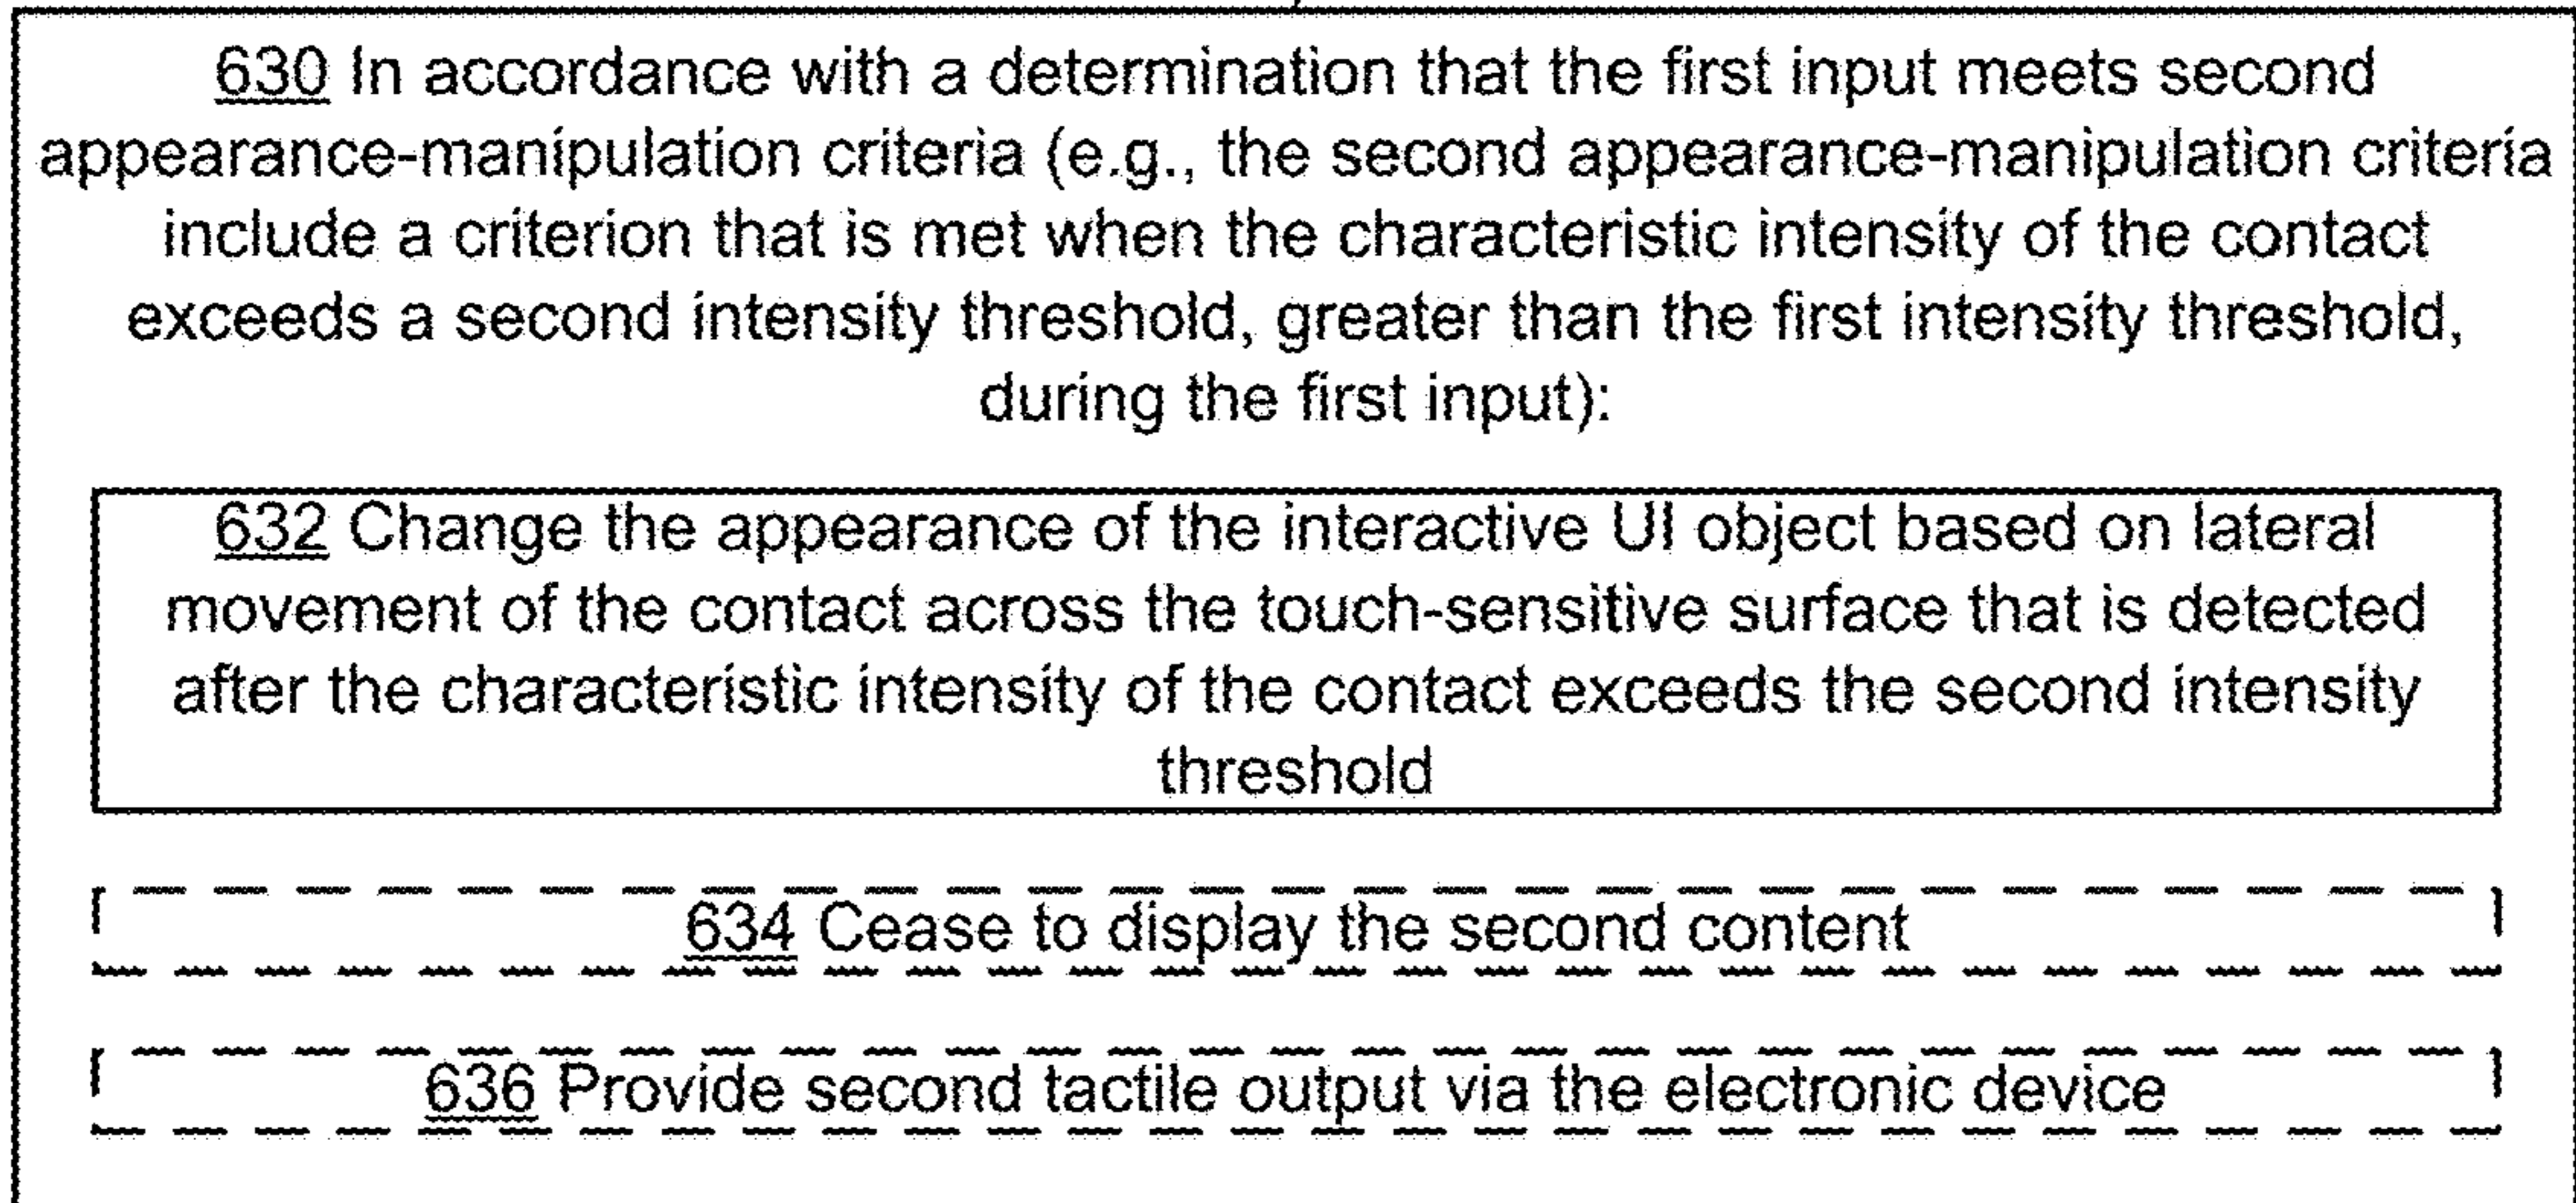 630 In accordance with a determination that the first input meets second
appearance-manipulation criteria (e.g., the second appearance-manipulation criteria
include a criterion that is met when the characteristic intensity of the contact
exceeds a second intensity threshold, greater than the first intensity threshold,
during the first input):
632 Change the appearance of the interactive UI object based on lateral
movement of the contact across the touch-sensitive surface that is detected
after the characteristic intensity of the contact exceeds the second intensity
threshold
634 Cease to display the second content
636 Provide second tactile output via the electronic device